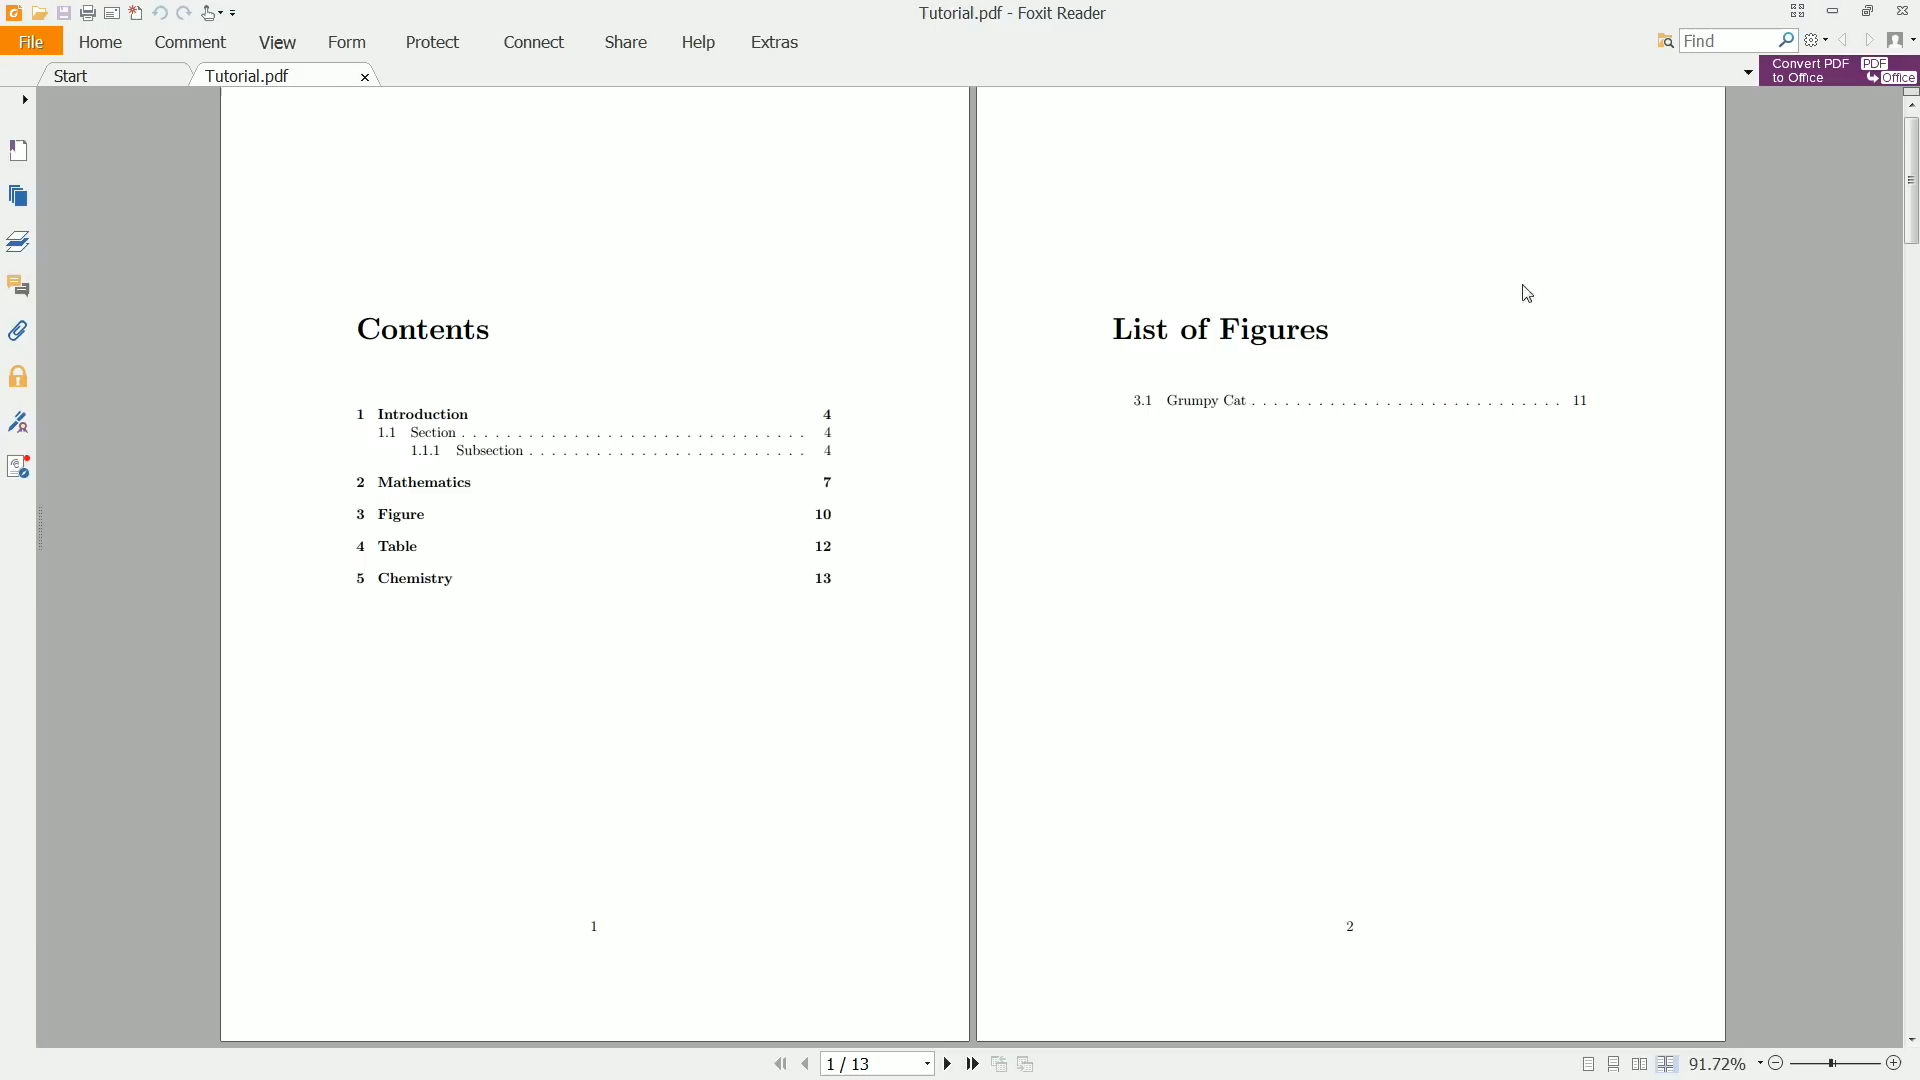 Tutorial.pdf - Foxit Reader
File Home Comment View Form Protect Connect Share Help Extras
Find
Start
Tutorial.pdf
Convert PDF to Office
PDF
Office
Contents
1 Introduction 4
1.1 Section . . . . . . . . . . . . . . . . . . . . . . . . . . . . . . . 4
1.1.1 Subsection . . . . . . . . . . . . . . . . . . . . . . . . . 4
2 Mathematics 7
3 Figure 10
4 Table 12
5 Chemistry 13
1
List of Figures
3.1 Grumpy Cat . . . . . . . . . . . . . . . . . . . . . . . . . . . . 11
2
1 / 13
91.72%